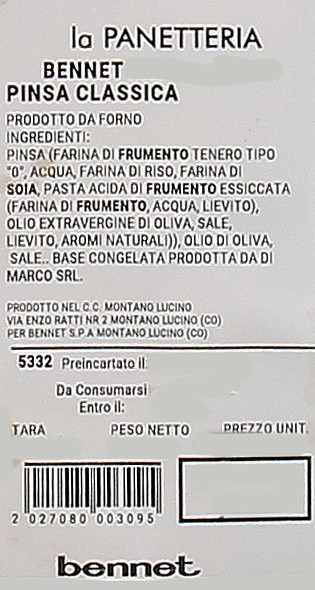 la PANETTERIA
BENNET
PINSA CLASSICA
PRODOTTO DA FORNO
INGREDIENTI:
PINSA (FARINA DI FRUMENTO TENERO TIPO
"0", ACQUA, FARINA DI RISO, FARINA DI
SOIA, PASTA ACIDA DI FRUMENTO ESSICCATA
(FARINA DI FRUMENTO, ACQUA, LIEVITO),
OLIO EXTRAVERGINE DI OLIVA, SALE,
LIEVITO, AROMI NATURALI)), OLIO DI OLIVA,
SALE.. BASE CONGELATA PRODOTTA DA DI
MARCO SRL.
PRODOTTO NEL C.C. MONTANO LUCINO
VIA ENZO RATTI NR 2 MONTANO LUCINO (CO)
PER BENNET S.P.A MONTANO LUCINO (CO)
5332 Preincartato il:
Da Consumarsi
Entro il:
TARA PESO NETTO PREZZO UNIT.
2 027080 003095
bennet